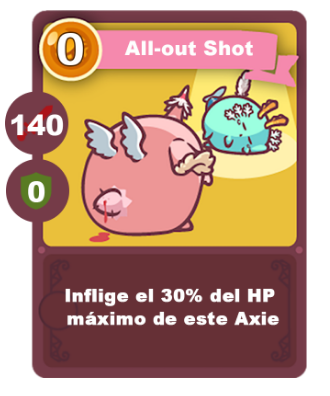 0
All-out Shot
140
0
Inflige el 30% del HP
máximo de este Axie